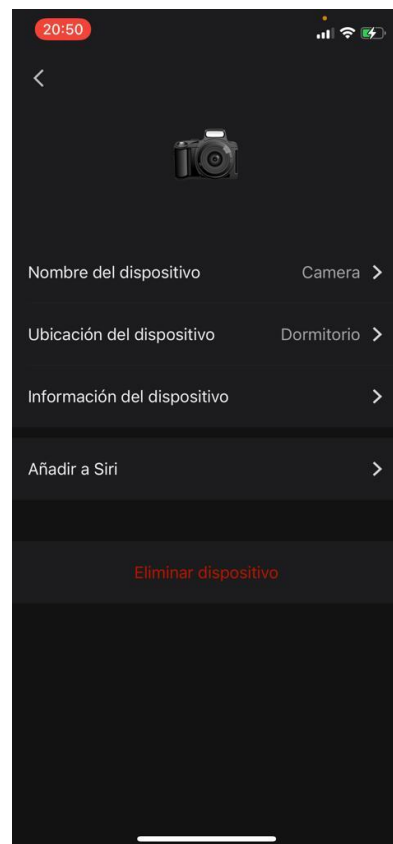 20:50
Nombre del dispositivo Camera
Ubicación del dispositivo Dormitorio
Información del dispositivo
Añadir a Siri
Eliminar dispositivo